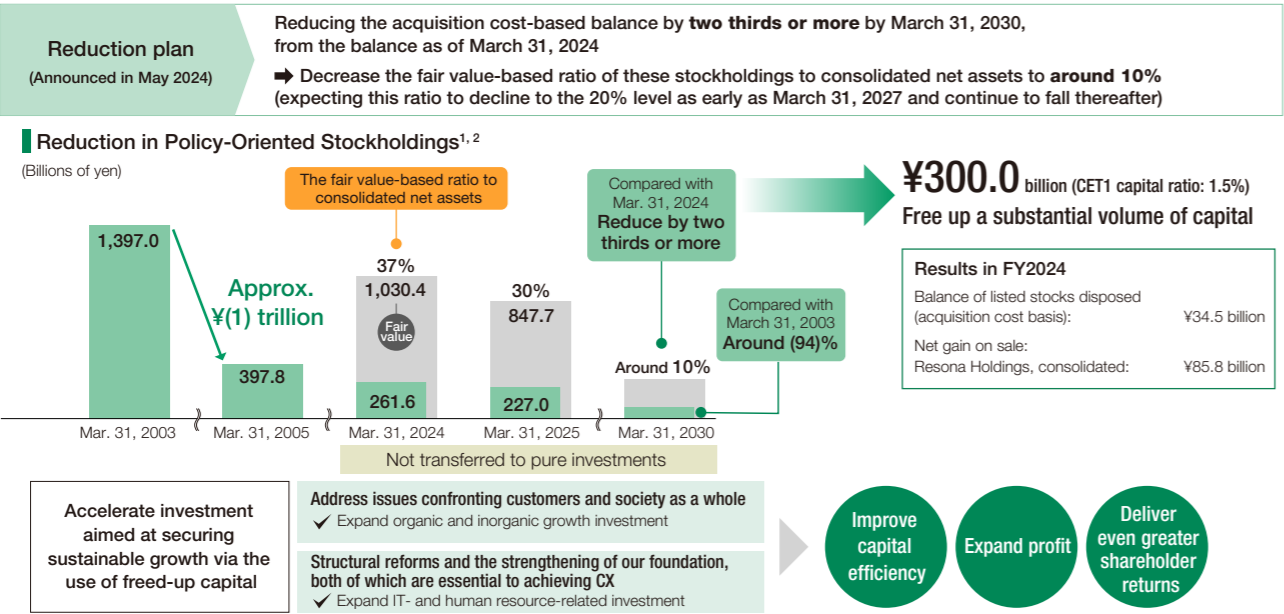 Reduction plan
(Announced in May 2024)
Reducing the acquisition cost-based balance by two thirds or more by March 31, 2030,
from the balance as of March 31, 2024
➡ Decrease the fair value-based ratio of these stockholdings to consolidated net assets to around 10%
(expecting this ratio to decline to the 20% level as early as March 31, 2027 and continue to fall thereafter)
Reduction in Policy-Oriented Stockholdings1, 2
(Billions of yen)
The fair value-based ratio to
consolidated net assets
1,397.0
Approx.
¥(1) trillion
397.8
37%
1,030.4
Fair
value
261.6
30%
847.7
227.0
Compared with
Mar. 31, 2024
Reduce by two
thirds or more
Compared with
March 31, 2003
Around (94)%
Around 10%
Mar. 31, 2003
Mar. 31, 2005
Mar. 31, 2024
Mar. 31, 2025
Mar. 31, 2030
Not transferred to pure investments
¥300.0 billion (CET1 capital ratio: 1.5%)
Free up a substantial volume of capital
Results in FY2024
Balance of listed stocks disposed
(acquisition cost basis): ¥34.5 billion
Net gain on sale:
Resona Holdings, consolidated: ¥85.8 billion
Accelerate investment
aimed at securing
sustainable growth via the
use of freed-up capital
Address issues confronting customers and society as a whole
✓ Expand organic and inorganic growth investment
Structural reforms and the strengthening of our foundation,
both of which are essential to achieving CX
✓ Expand IT- and human resource-related investment
Improve
capital
efficiency
Expand profit
Deliver
even greater
shareholder
returns